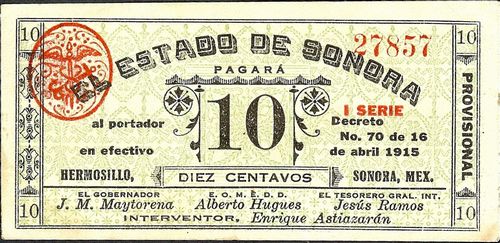 10
EL ESTADO DE SONORA
27857
10
PAGARÁ
10
I SERIE
al portador
en efectivo
Decreto
No. 70 de 16
de abril 1915
PROVISIONAL
HERMOSILLO,
DIEZ CENTAVOS
SONORA, MEX.
EL GOBERNADOR
J. M. Maytorena
E. O. M. E. D. D.
Alberto Hugues
EL TESORERO GRAL. INT.
Jesús Ramos
INTERVENTOR. Enrique Astiazarán
10
10